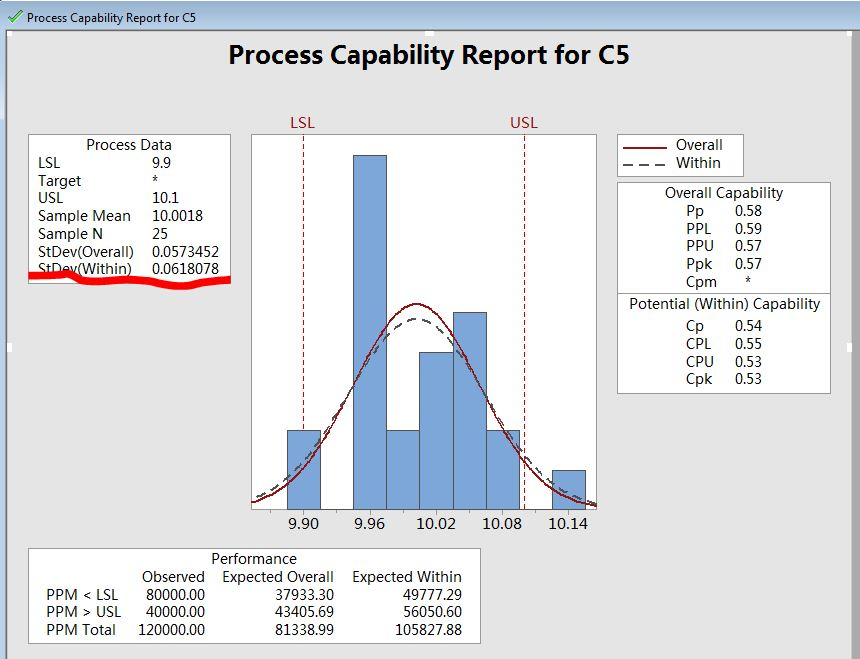 Process Capability Report for C5
Process Capability Report for C5
LSL
USL
Process Data
LSL 9.9
Target *
USL 10.1
Sample Mean 10.0018
Sample N 25
StDev(Overall) 0.0573452
StDev(Within) 0.0618078
Overall
Within
Overall Capability
Pp 0.58
PPL 0.59
PPU 0.57
Ppk 0.57
Cpm *
Potential (Within) Capability
Cp 0.54
CPL 0.55
CPU 0.53
Cpk 0.53
9.90 9.96 10.02 10.08 10.14
Performance
Observed Expected Overall Expected Within
PPM < LSL 80000.00 37933.30 49777.29
PPM > USL 40000.00 43405.69 56050.60
PPM Total 120000.00 81338.99 105827.88